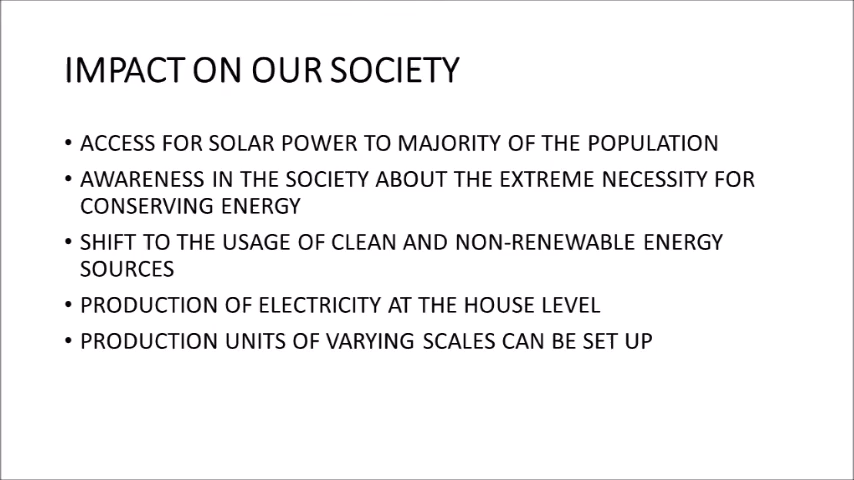 IMPACT ON OUR SOCIETY
• ACCESS FOR SOLAR POWER TO MAJORITY OF THE POPULATION
• AWARENESS IN THE SOCIETY ABOUT THE EXTREME NECESSITY FOR
CONSERVING ENERGY
• SHIFT TO THE USAGE OF CLEAN AND NON-RENEWABLE ENERGY
SOURCES
• PRODUCTION OF ELECTRICITY AT THE HOUSE LEVEL
• PRODUCTION UNITS OF VARYING SCALES CAN BE SET UP